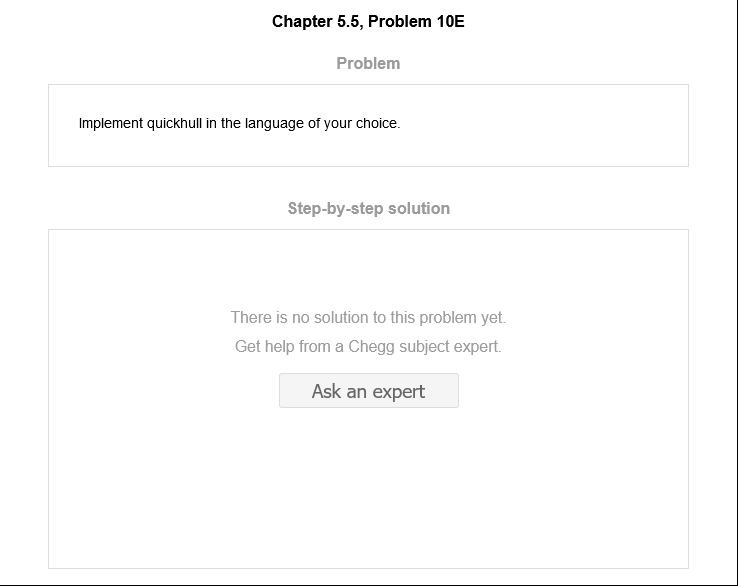 Chapter 5.5, Problem 10E
Problem
Implement quickhull in the language of your choice.
Step-by-step solution
There is no solution to this problem yet.
Get help from a Chegg subject expert.
Ask an expert